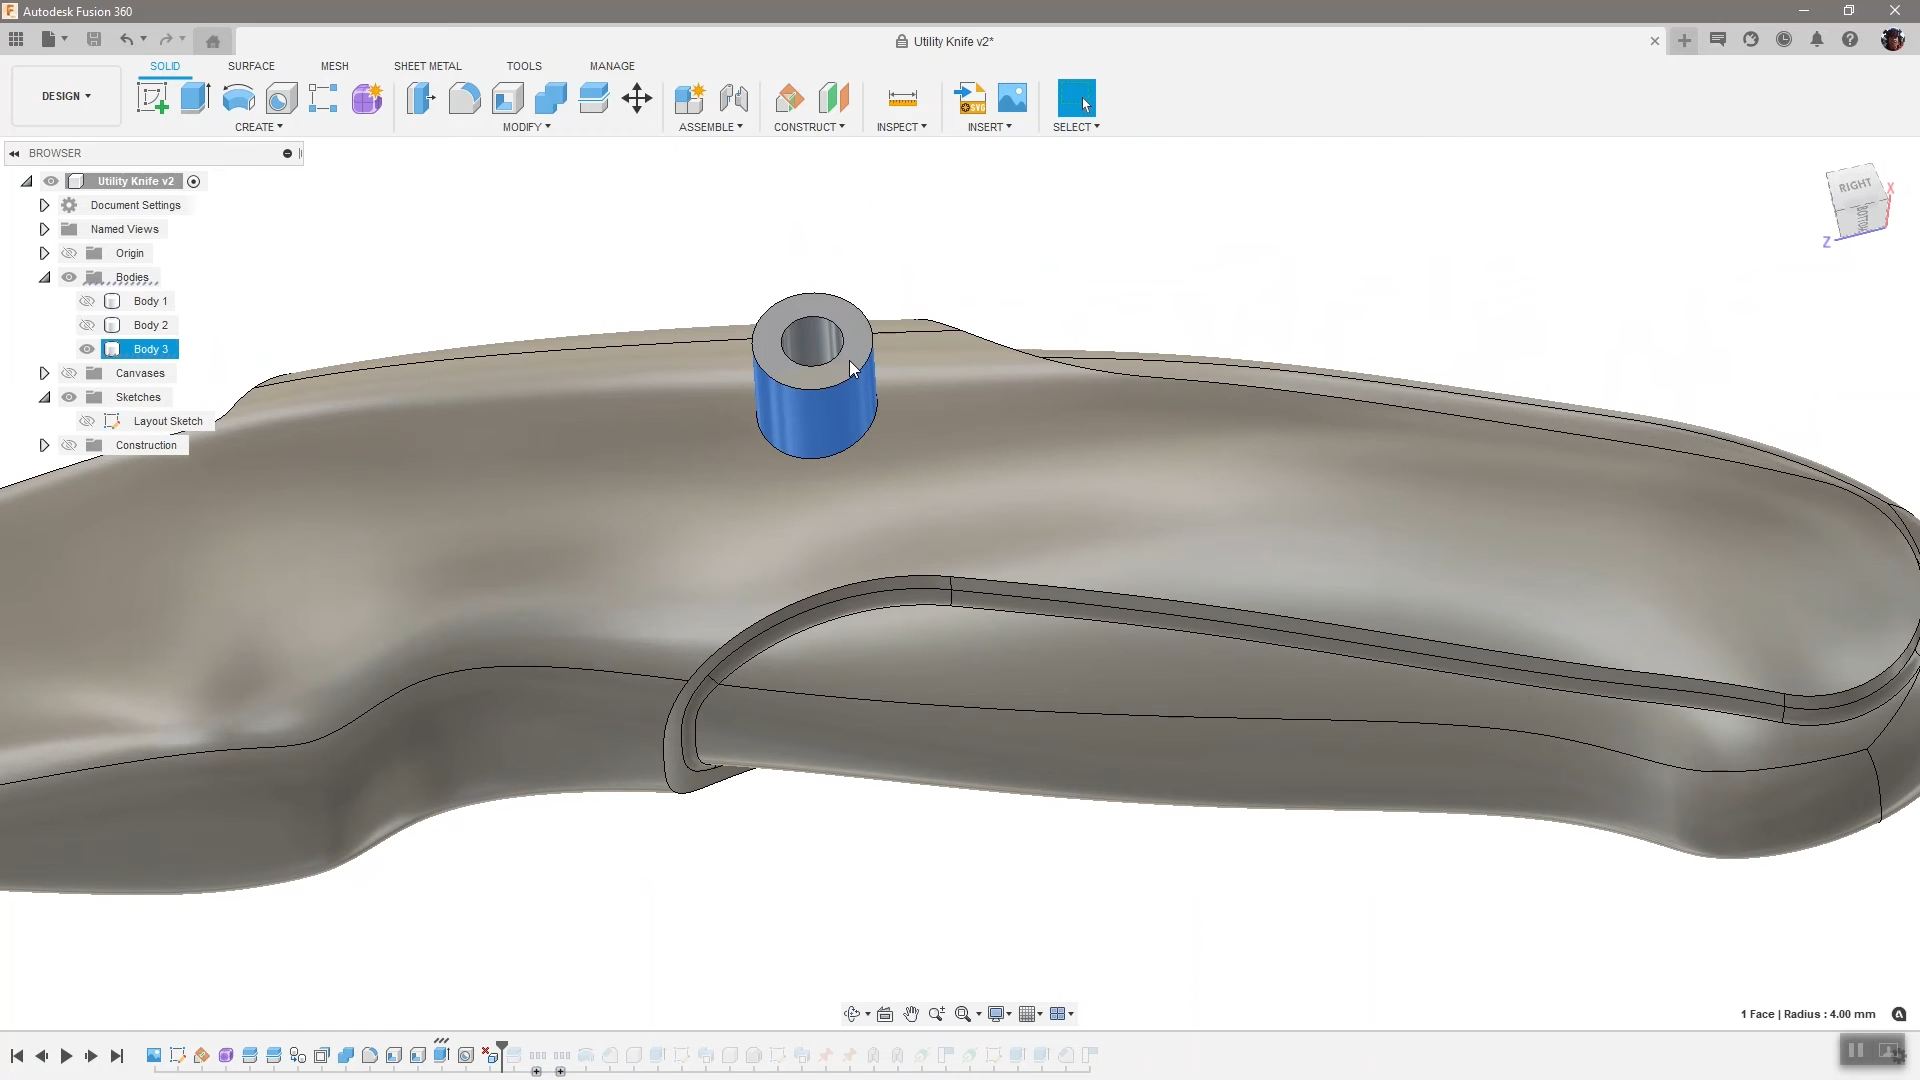 Autodesk Fusion 360
Utility Knife v2*
SOLID SURFACE MESH SHEET METAL TOOLS MANAGE
DESIGN
CREATE MODIFY ASSEMBLE CONSTRUCT INSPECT INSERT SELECT
BROWSER
Utility Knife v2
Document Settings
Named Views
Origin
Bodies
Body 1
Body 2
Body 3
Canvases
Sketches
Layout Sketch
Construction
RIGHT
BOTTOM
X
Z
SVG
1 Face | Radius : 4.00 mm